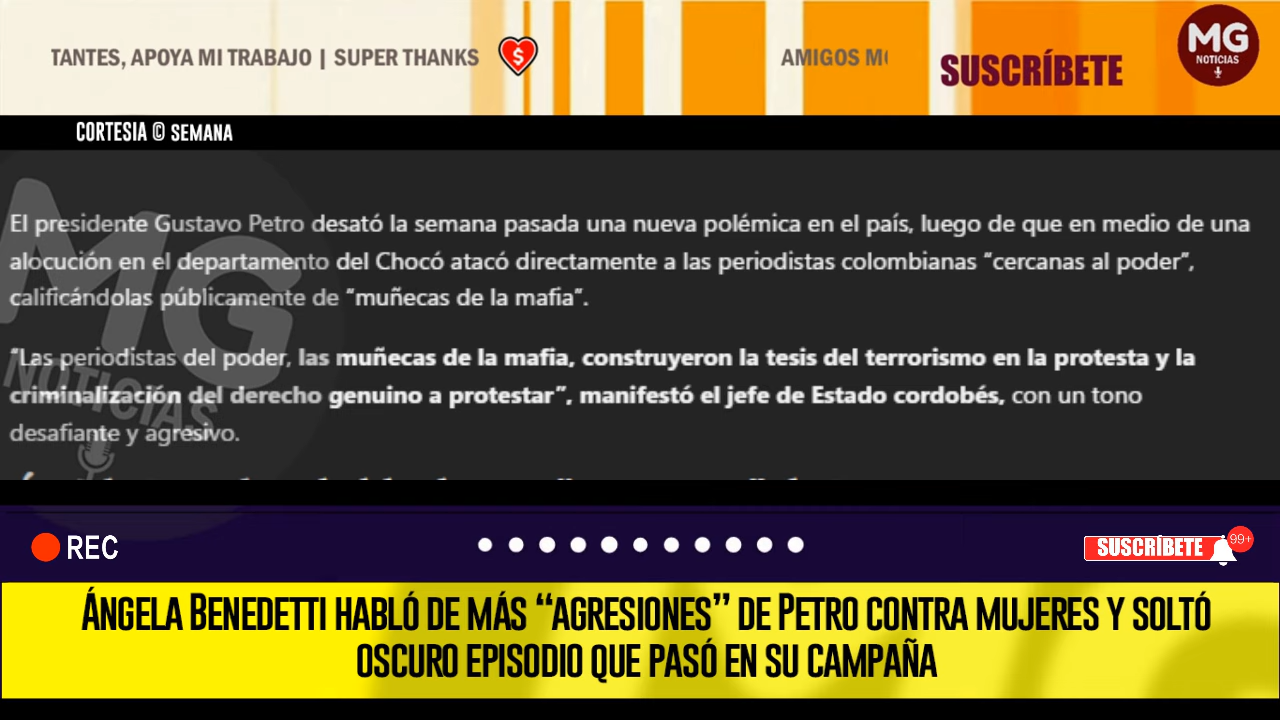 TANTES, APOYA MI TRABAJO | SUPER THANKS
AMIGOS M
SUSCRÍBETE
MG
NOTICIAS
CORTESIA © SEMANA
El presidente Gustavo Petro desató la semana pasada una nueva polémica en el país, luego de que en medio de una
alocución en el departamento del Chocó atacó directamente a las periodistas colombianas “cercanas al poder”,
calificándolas públicamente de “muñecas de la mafia”.
“Las periodistas del poder, las muñecas de la mafia, construyeron la tesis del terrorismo en la protesta y la
criminalización del derecho genuino a protestar”, manifestó el jefe de Estado cordobés, con un tono
desafiante y agresivo.
MG
NOTICIAS
REC
SUSCRÍBETE
99+
ÁNGELA BENEDETTI HABLÓ DE MÁS “AGRESIONES” DE PETRO CONTRA MUJERES Y SOLTÓ
OSCURO EPISODIO QUE PASÓ EN SU CAMPAÑA